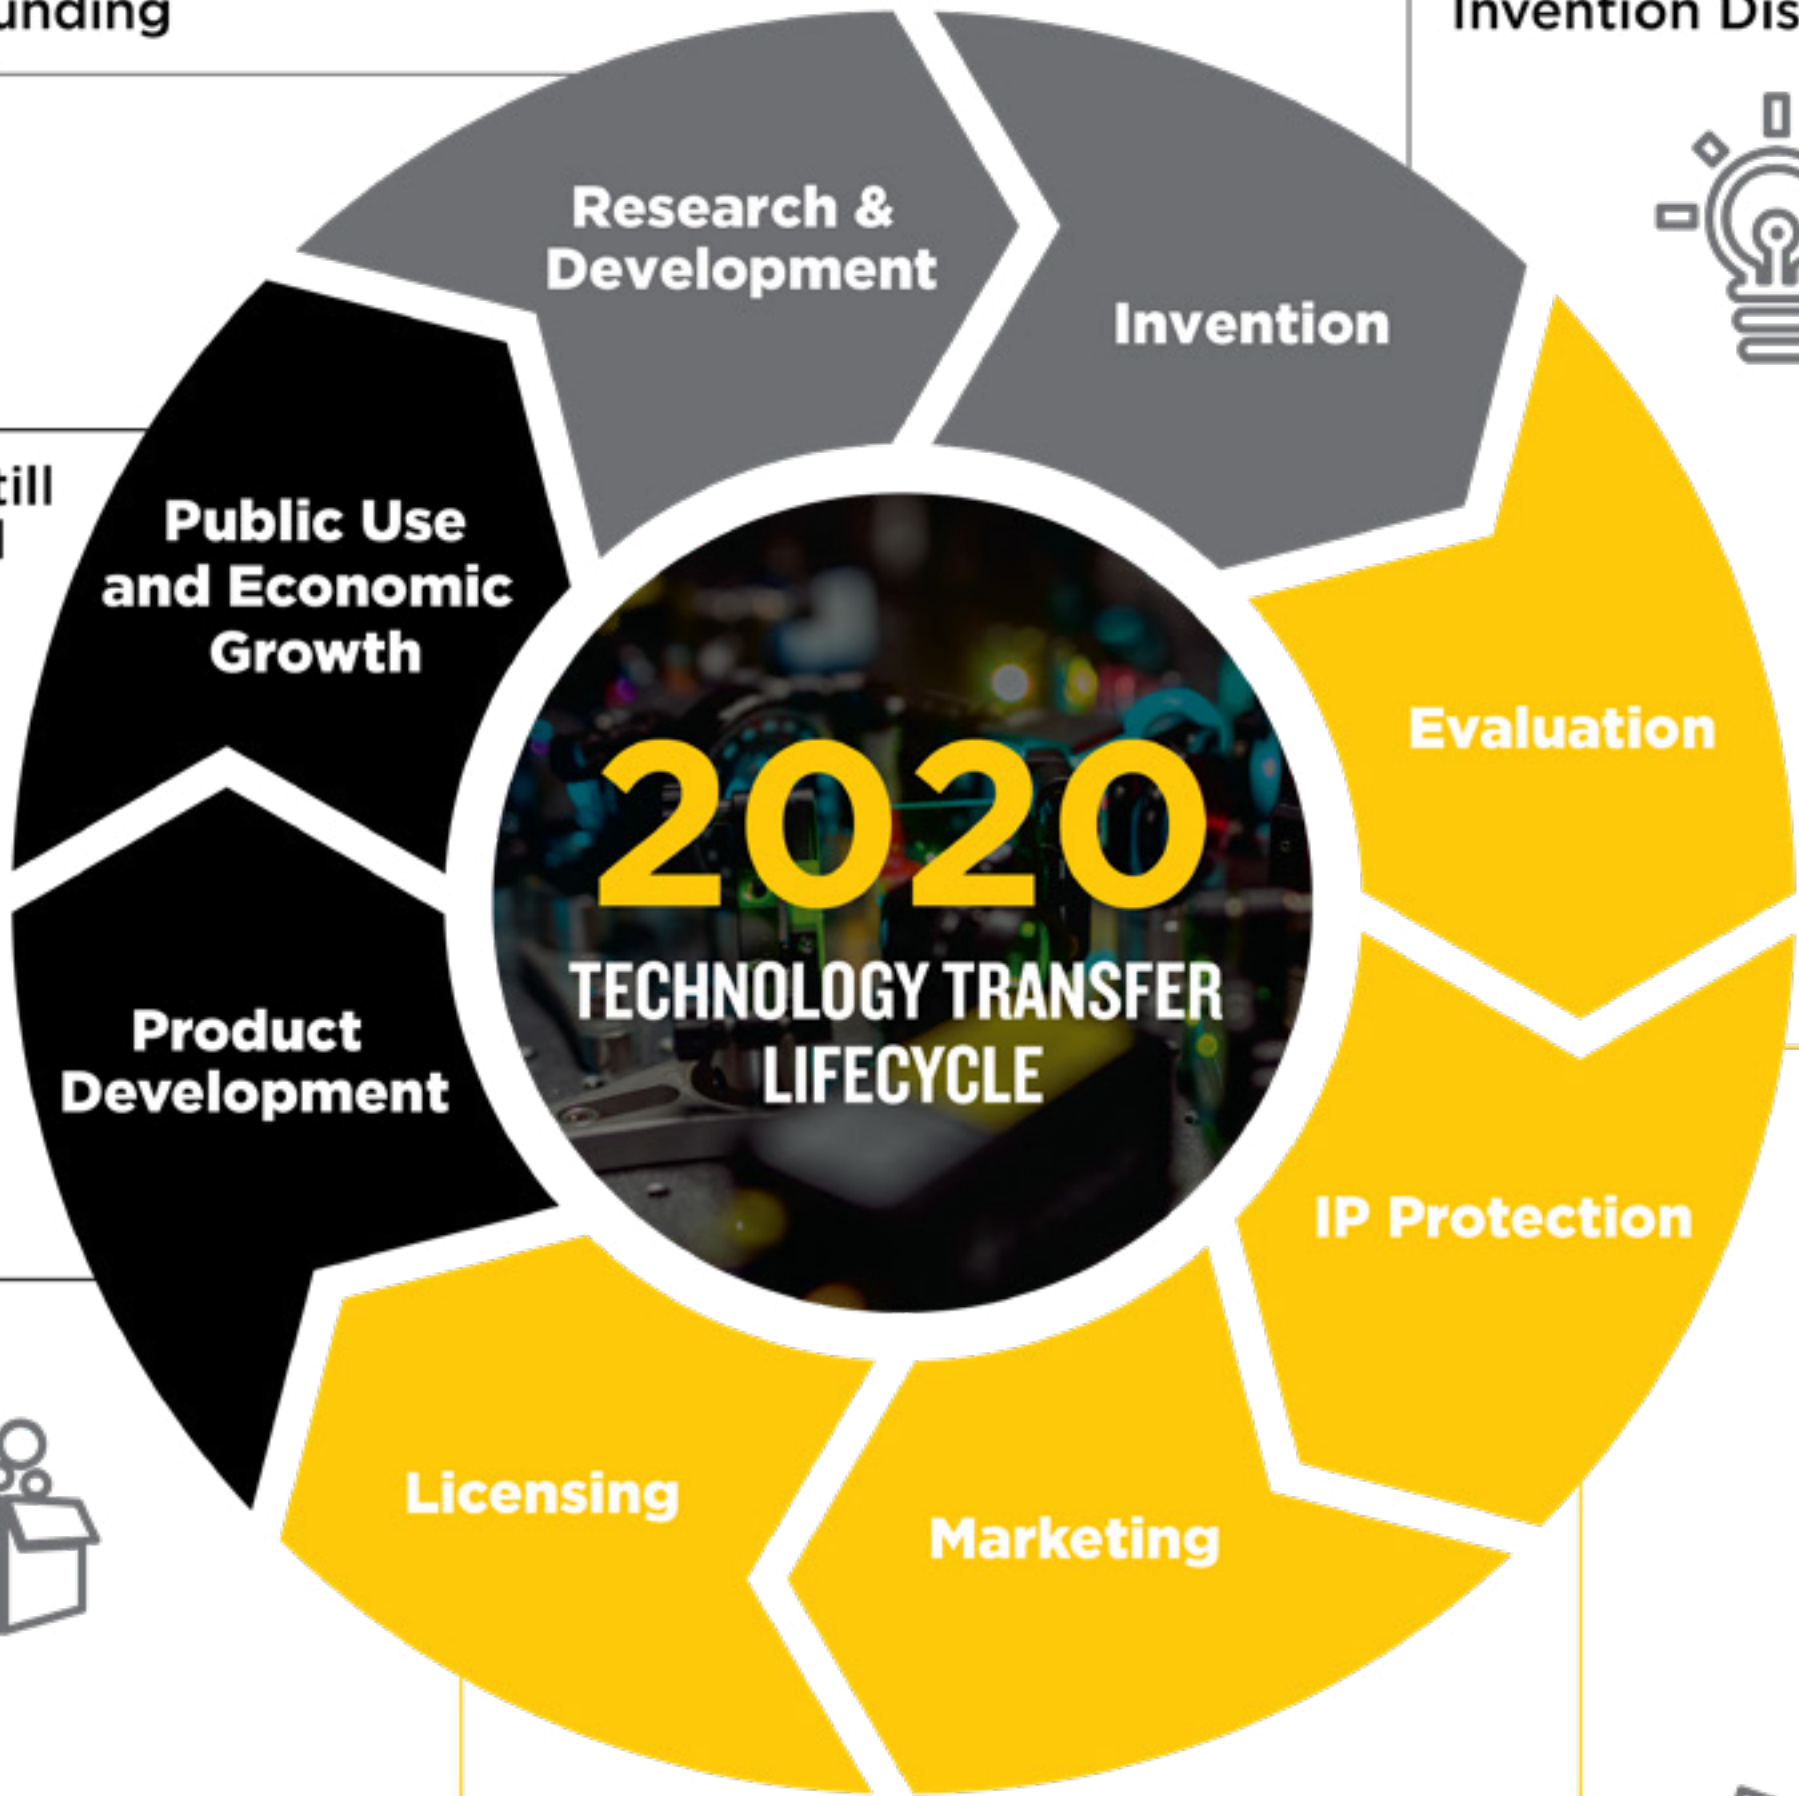 Invention
Research &
Development
Invention
Public Use
and Economic
Growth
Evaluation
2020
TECHNOLOGY TRANSFER
LIFECYCLE
Product
Development
IP Protection
Licensing
Marketing